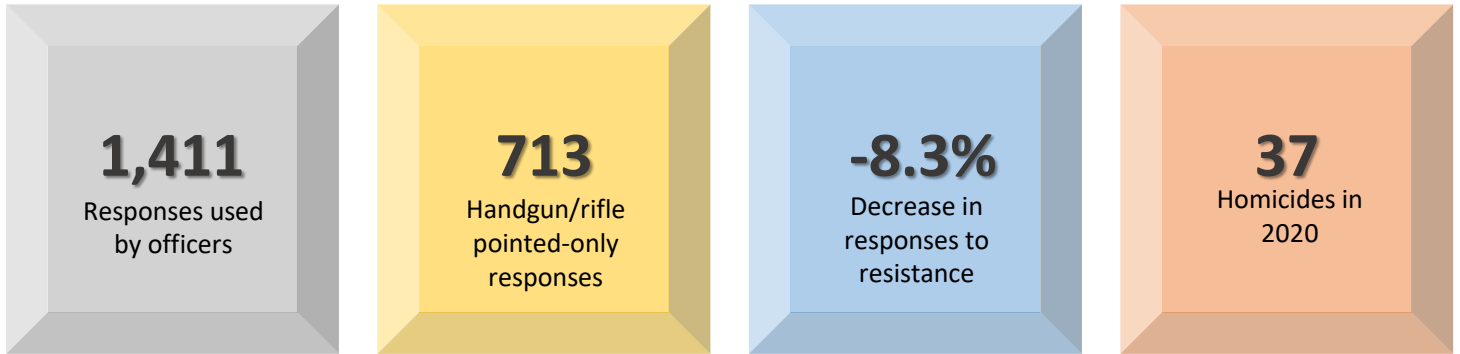 1,411
Responses used
by officers
713
Handgun/rifle
pointed-only
responses
-8.3%
Decrease in
responses to
resistance
37
Homicides in
2020